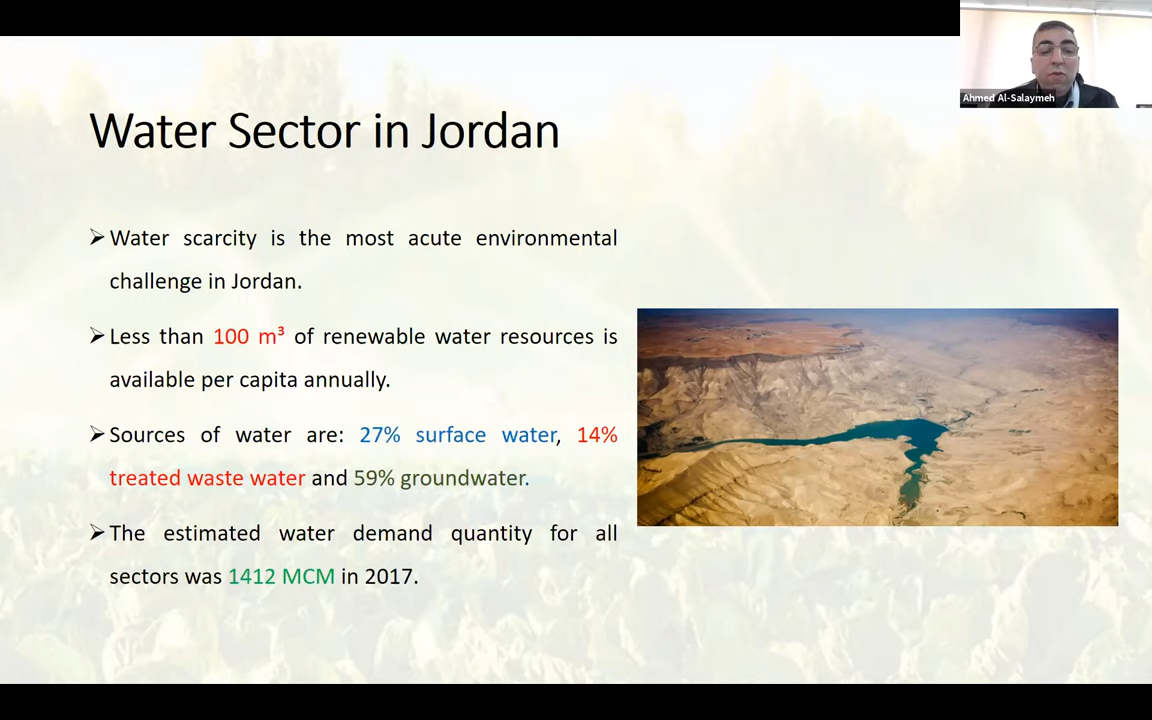 Ahmed Al-Salaymeh
Water Sector in Jordan
➢Water scarcity is the most acute environmental
challenge in Jordan.
➢Less than 100 m³ of renewable water resources is
available per capita annually.
➢Sources of water are: 27% surface water, 14%
treated waste water and 59% groundwater.
➢The estimated water demand quantity for all
sectors was 1412 MCM in 2017.